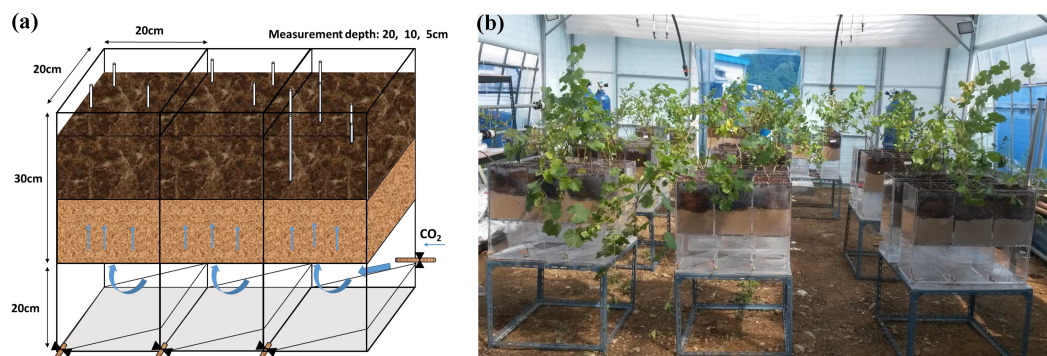 (a)
20cm
Measurement depth: 20, 10, 5cm
20cm
30cm
CO₂
20cm
(b)